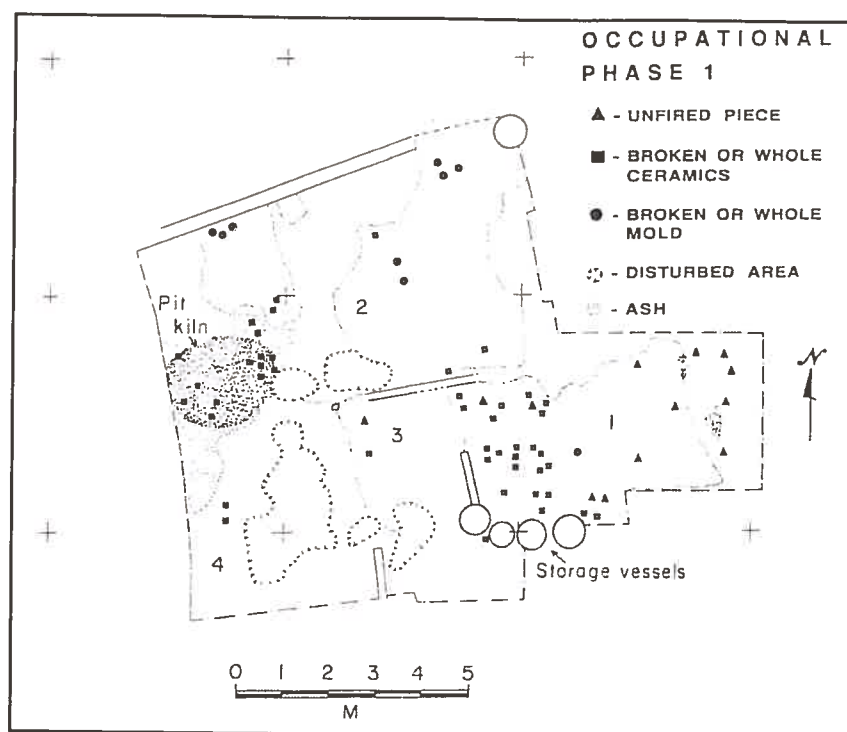 OCCUPATIONAL
PHASE 1
- UNFIRED PIECE
- BROKEN OR WHOLE
CERAMICS
- BROKEN OR WHOLE
MOLD
- DISTURBED AREA
- ASH
Pit
kiln
2
1
3
4
N
Storage vessels
0 1 2 3 4 5
M